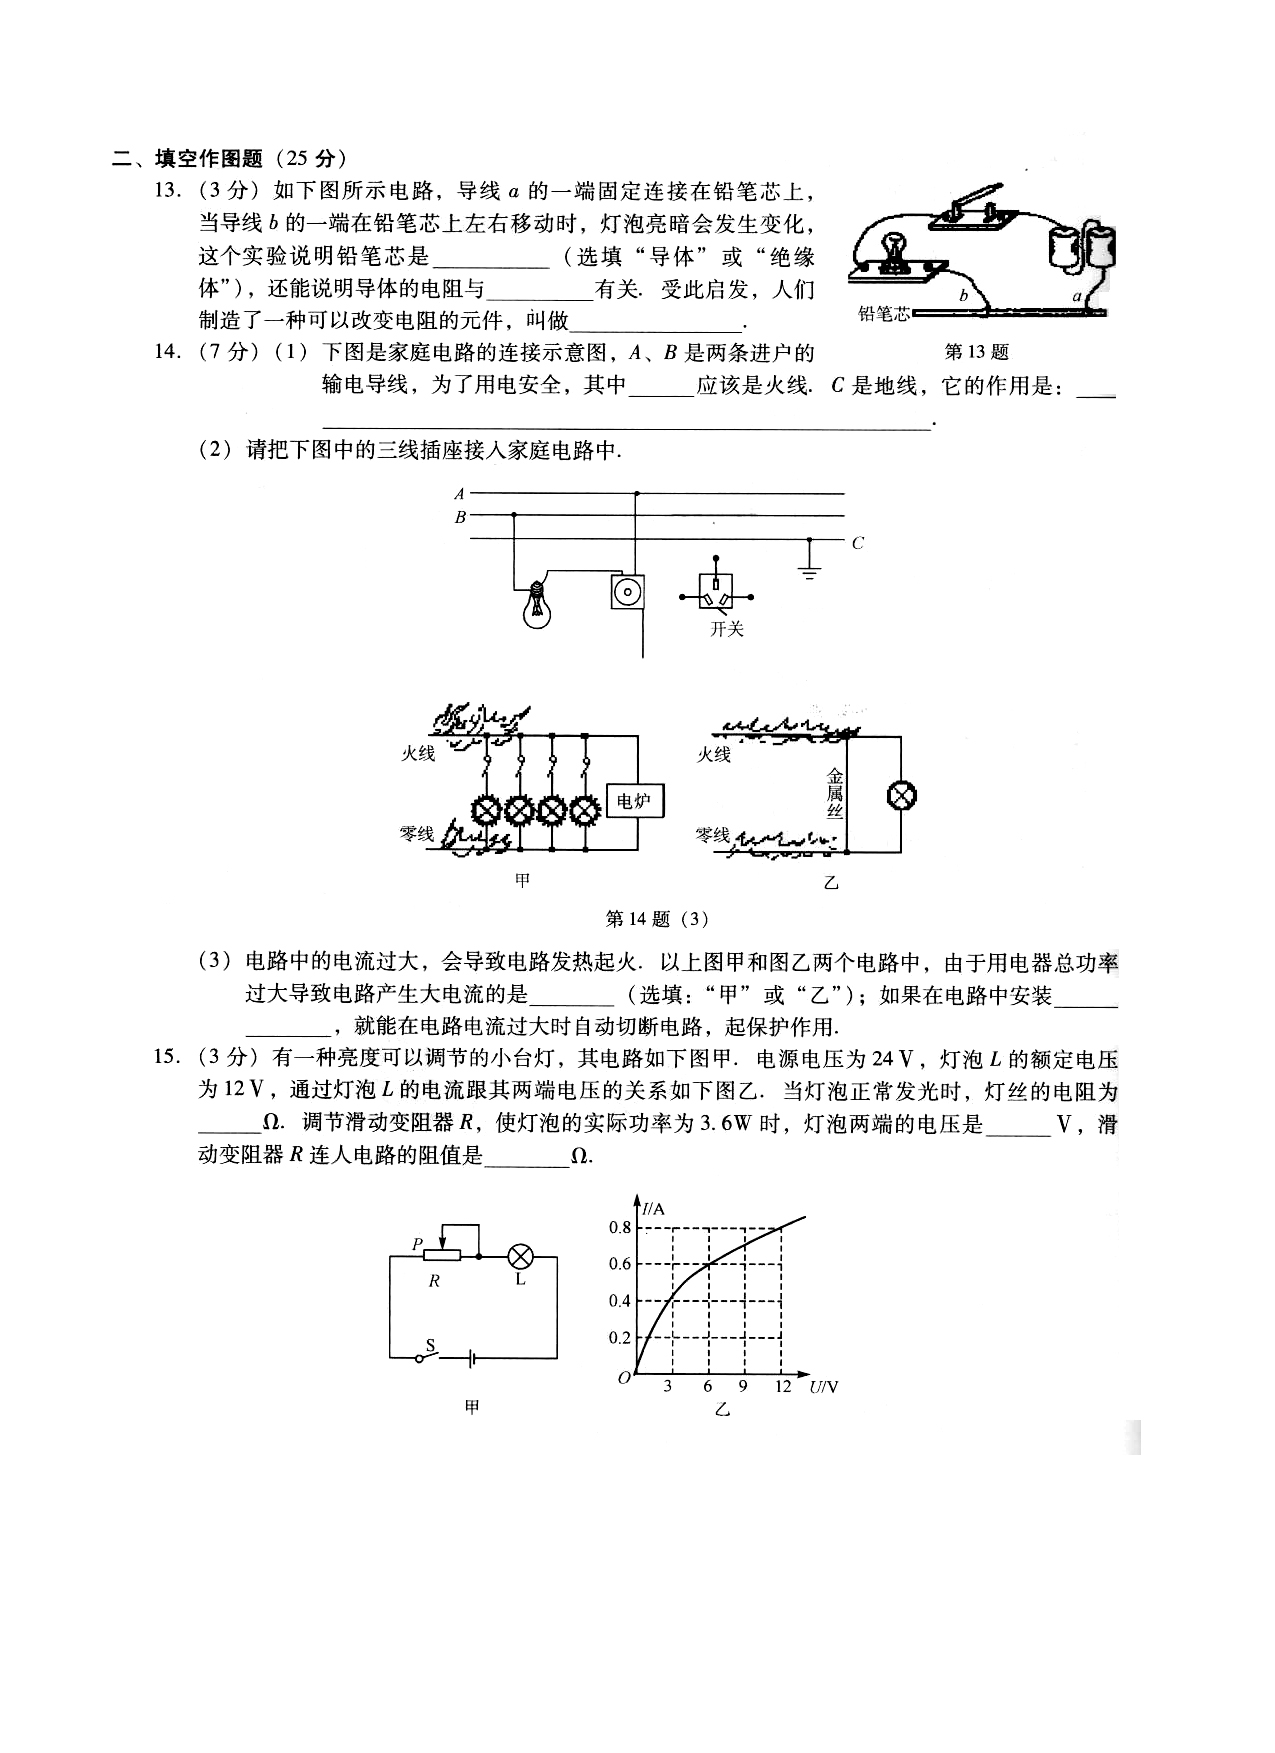 二、填空作图题（25 分）
13.（3 分）如下图所示电路，导线 a 的一端固定连接在铅笔芯上，
当导线 b 的一端在铅笔芯上左右移动时，灯泡亮暗会发生变化，
这个实验说明铅笔芯是__________（选填“导体”或“绝缘
体”），还能说明导体的电阻与__________有关. 受此启发，人们
制造了一种可以改变电阻的元件，叫做________________.
b
a
铅笔芯
第 13 题
14.（7 分）（1）下图是家庭电路的连接示意图，A、B 是两条进户的
输电导线，为了用电安全，其中______应该是火线. C 是地线，它的作用是：____
________________________________________________________.
（2）请把下图中的三线插座接入家庭电路中.
A
B
C
开关
火线
电炉
零线
甲
火线
金属丝
零线
乙
第 14 题（3）
（3）电路中的电流过大，会导致电路发热起火. 以上图甲和图乙两个电路中，由于用电器总功率
过大导致电路产生大电流的是________（选填：“甲”或“乙”）；如果在电路中安装______
________，就能在电路电流过大时自动切断电路，起保护作用.
15.（3 分）有一种亮度可以调节的小台灯，其电路如下图甲. 电源电压为 24 V，灯泡 L 的额定电压
为 12 V，通过灯泡 L 的电流跟其两端电压的关系如下图乙. 当灯泡正常发光时，灯丝的电阻为
______Ω. 调节滑动变阻器 R，使灯泡的实际功率为 3.6W 时，灯泡两端的电压是______ V，滑
动变阻器 R 连人电路的阻值是________Ω.
P
R
L
S
甲
I/A
0.8
0.6
0.4
0.2
O
3 6 9 12 U/V
乙